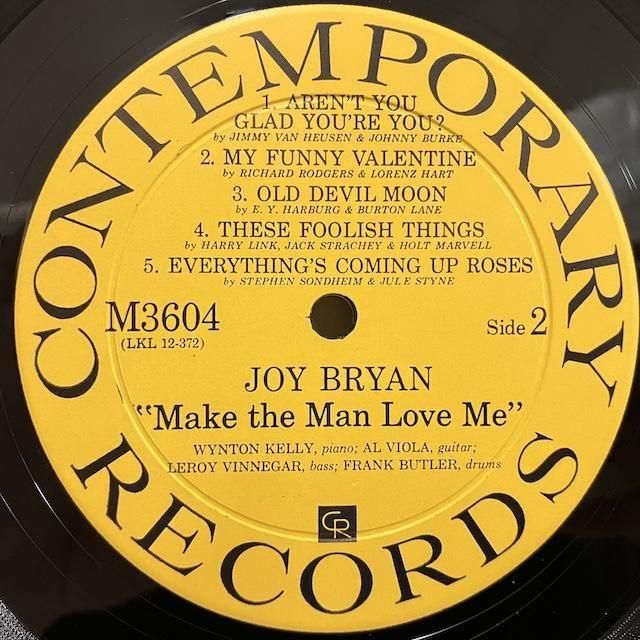 CONTEMPORARY
1. AREN'T YOU
GLAD YOU'RE YOU?
by JIMMY VAN HEUSEN & JOHNNY BURKE
2. MY FUNNY VALENTINE
by RICHARD RODGERS & LORENZ HART
3. OLD DEVIL MOON
by E. Y. HARBURG & BURTON LANE
4. THESE FOOLISH THINGS
by HARRY LINK, JACK STRACHEY & HOLT MARVELL
5. EVERYTHING'S COMING UP ROSES
by STEPHEN SONDHEIM & JULE STYNE
M3604
(LKL 12-372)
Side 2
JOY BRYAN
"Make the Man Love Me"
WYNTON KELLY, piano; AL VIOLA, guitar;
LEROY VINNEGAR, bass; FRANK BUTLER, drums
CR
RECORDS